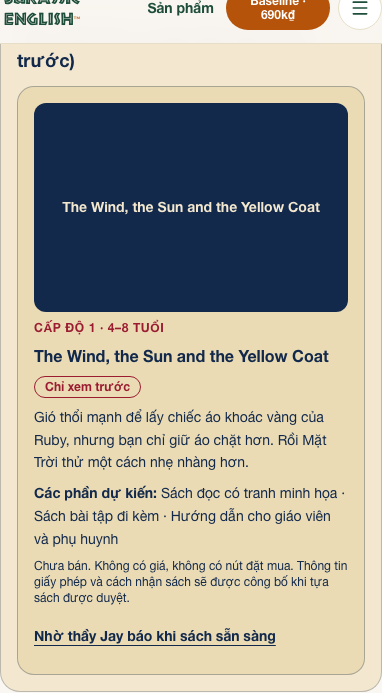 JURASSIC
ENGLISH™
Sản phẩm
Baseline ·
690k₫
trước)
The Wind, the Sun and the Yellow Coat
CẤP ĐỘ 1 · 4–8 TUỔI
The Wind, the Sun and the Yellow Coat
Chỉ xem trước
Gió thổi mạnh để lấy chiếc áo khoác vàng của
Ruby, nhưng bạn chỉ giữ áo chặt hơn. Rồi Mặt
Trời thử một cách nhẹ nhàng hơn.
Các phần dự kiến: Sách đọc có tranh minh họa ·
Sách bài tập đi kèm · Hướng dẫn cho giáo viên
và phụ huynh
Chưa bán. Không có giá, không có nút đặt mua. Thông tin
giấy phép và cách nhận sách sẽ được công bố khi tựa
sách được duyệt.
Nhờ thầy Jay báo khi sách sẵn sàng